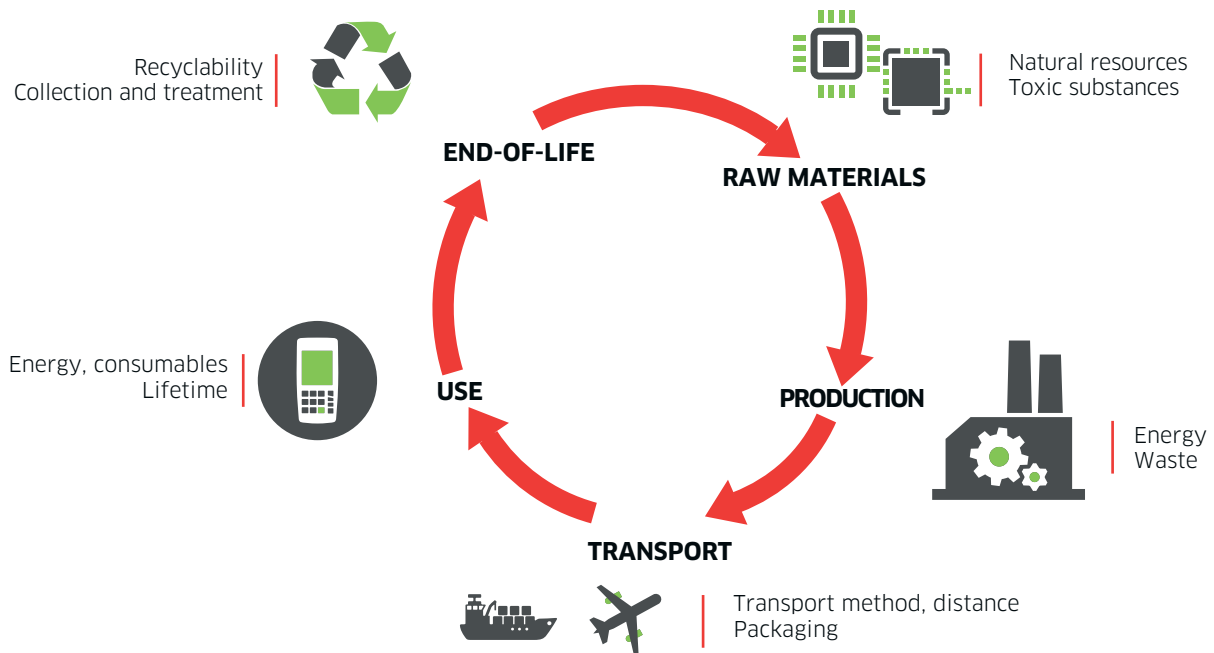 Recyclability
Collection and treatment
Natural resources
Toxic substances
END-OF-LIFE
RAW MATERIALS
Energy, consumables
Lifetime
USE
PRODUCTION
Energy
Waste
TRANSPORT
Transport method, distance
Packaging